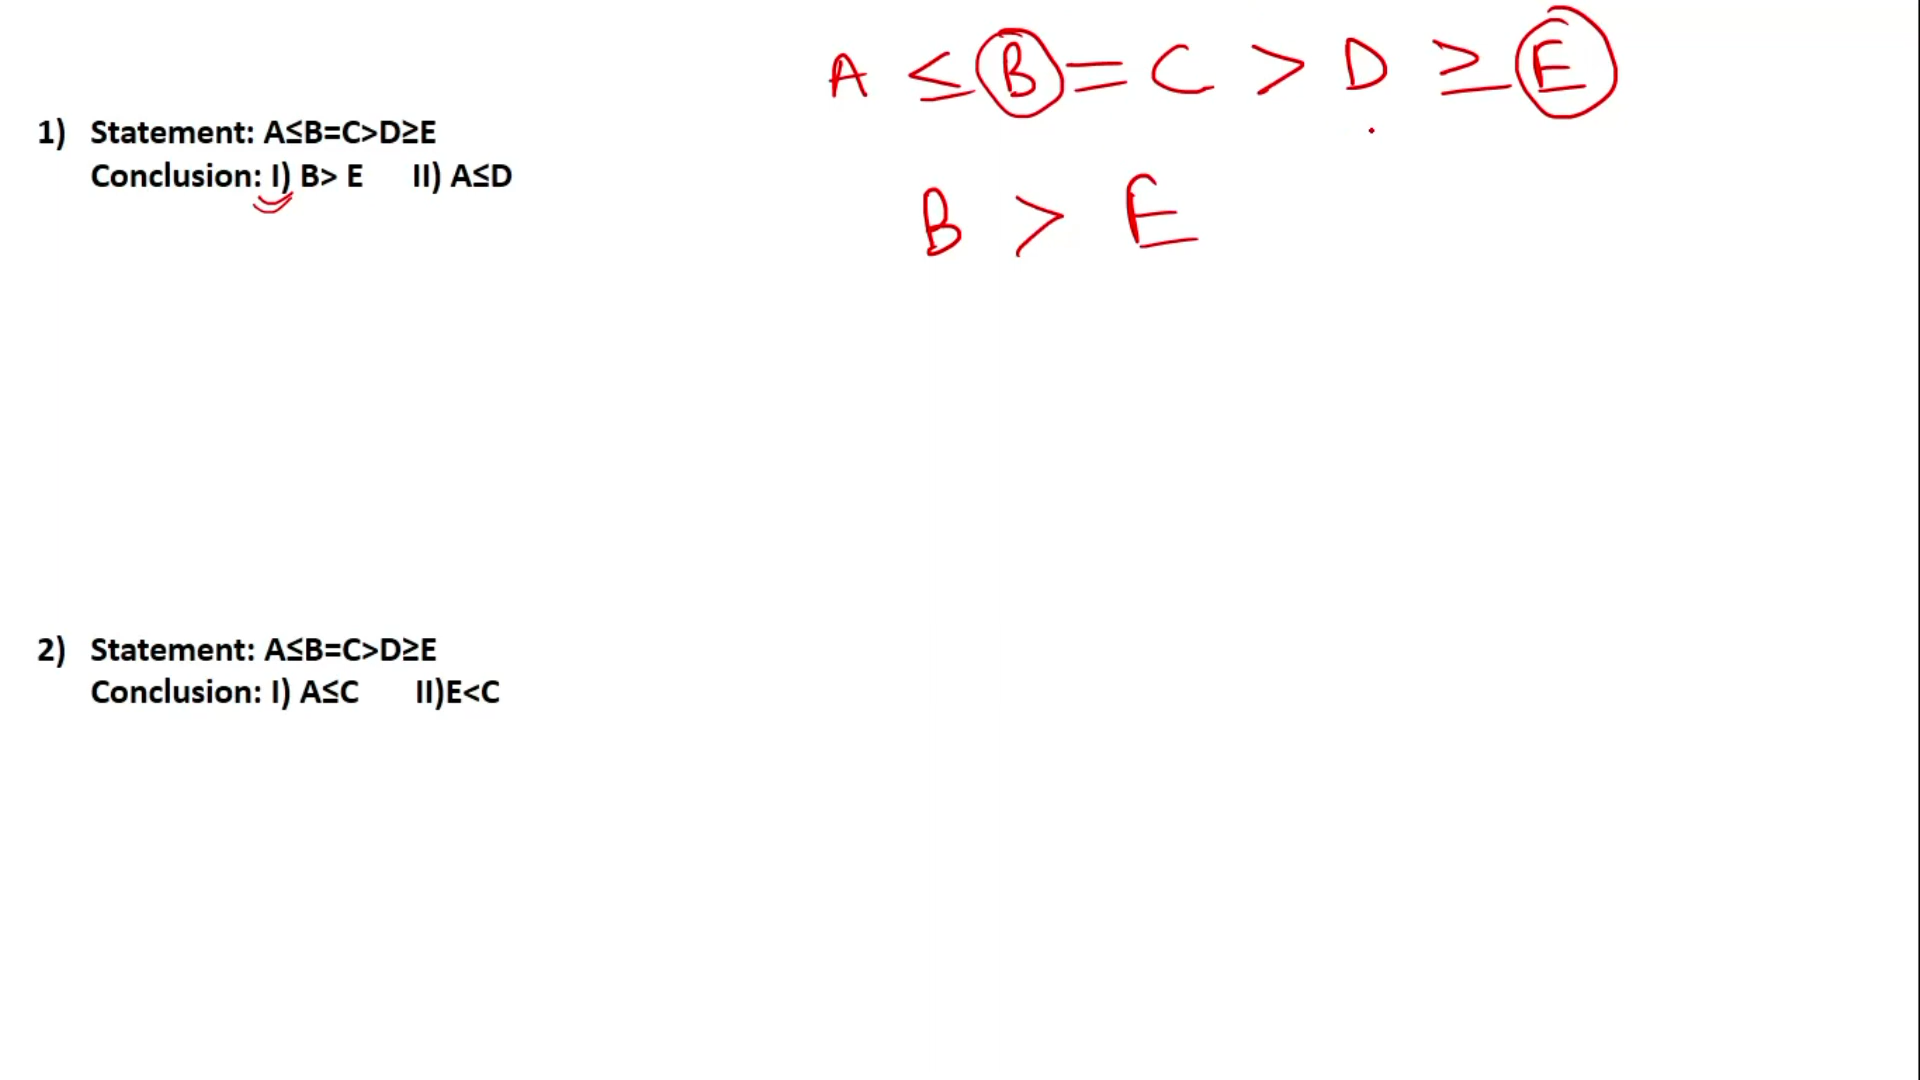 A ≤ B = C > D ≥ E
1) Statement: A≤B=C>D≥E
Conclusion: I) B> E II) A≤D
B > E
2) Statement: A≤B=C>D≥E
Conclusion: I) A≤C II)E<C